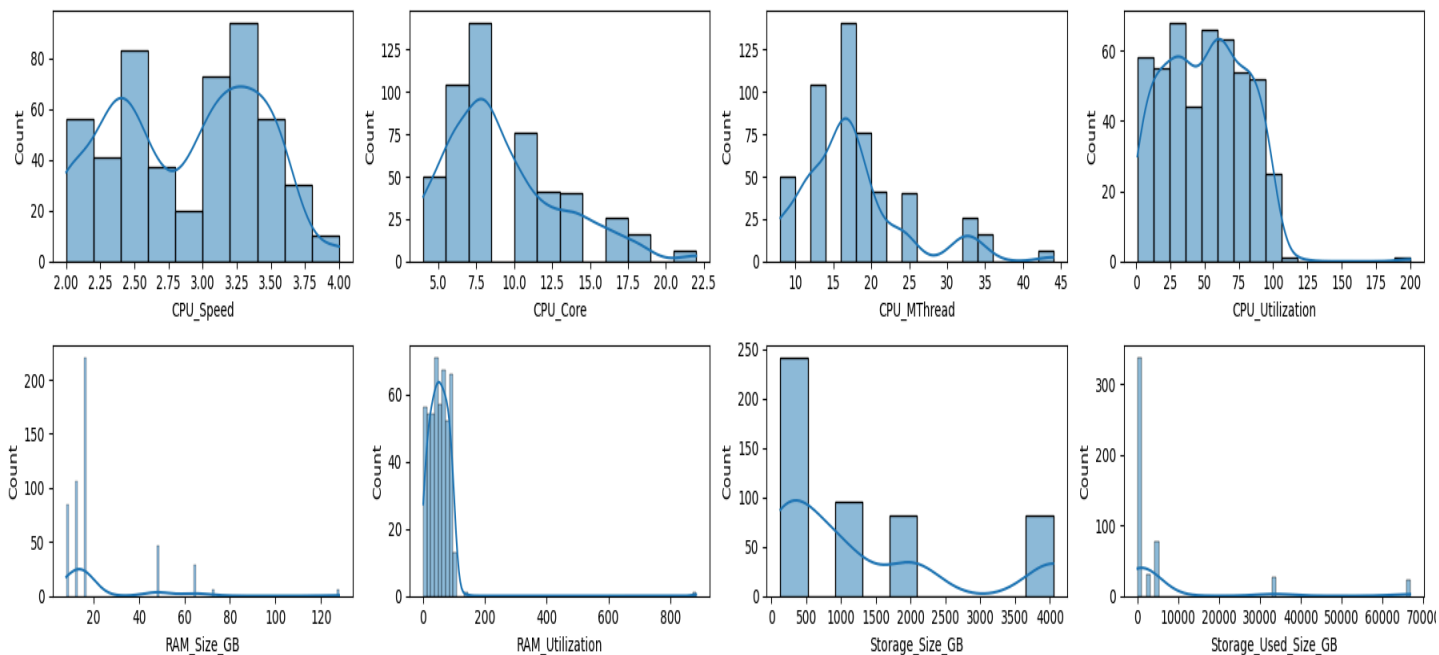 80
60
40
20
0
Count
2.00 2.25 2.50 2.75 3.00 3.25 3.50 3.75 4.00
CPU_Speed
125
100
75
50
25
0
Count
5.0 7.5 10.0 12.5 15.0 17.5 20.0 22.5
CPU_Core
125
100
75
50
25
0
Count
10 15 20 25 30 35 40 45
CPU_MThread
60
40
20
0
Count
0 25 50 75 100 125 150 175 200
CPU_Utilization
200
150
100
50
0
Count
20 40 60 80 100 120
RAM_Size_GB
60
40
20
0
Count
0 200 400 600 800
RAM_Utilization
250
200
150
100
50
0
Count
0 500 1000 1500 2000 2500 3000 3500 4000
Storage_Size_GB
300
200
100
0
Count
0 10000 20000 30000 40000 50000 60000 70000
Storage_Used_Size_GB